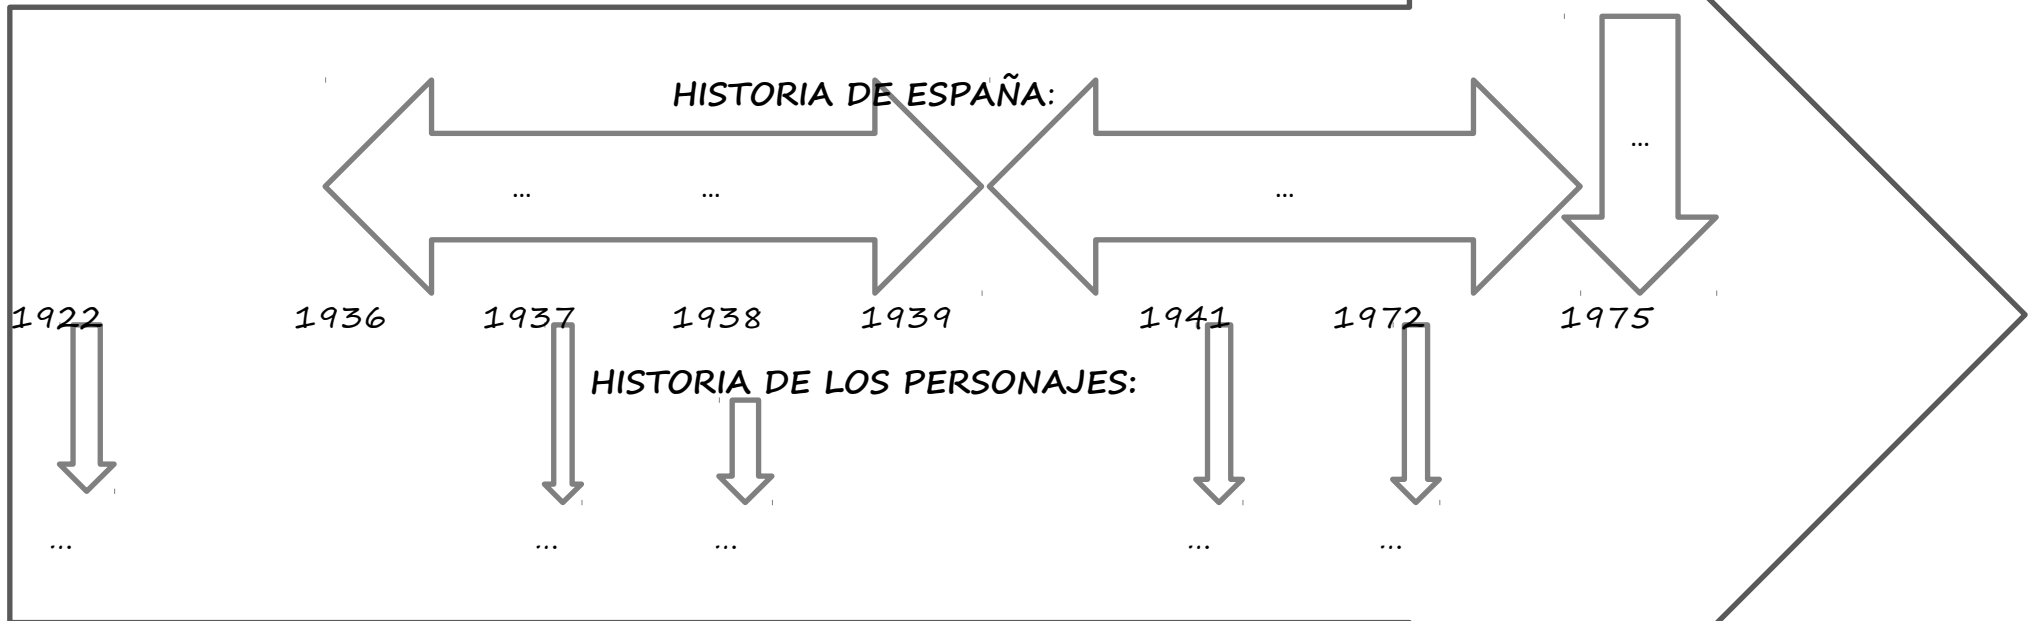 HISTORIA DE ESPAÑA:
...
... ... ...
1922 1936 1937 1938 1939 1941 1972 1975
HISTORIA DE LOS PERSONAJES:
... ... ... ... ...